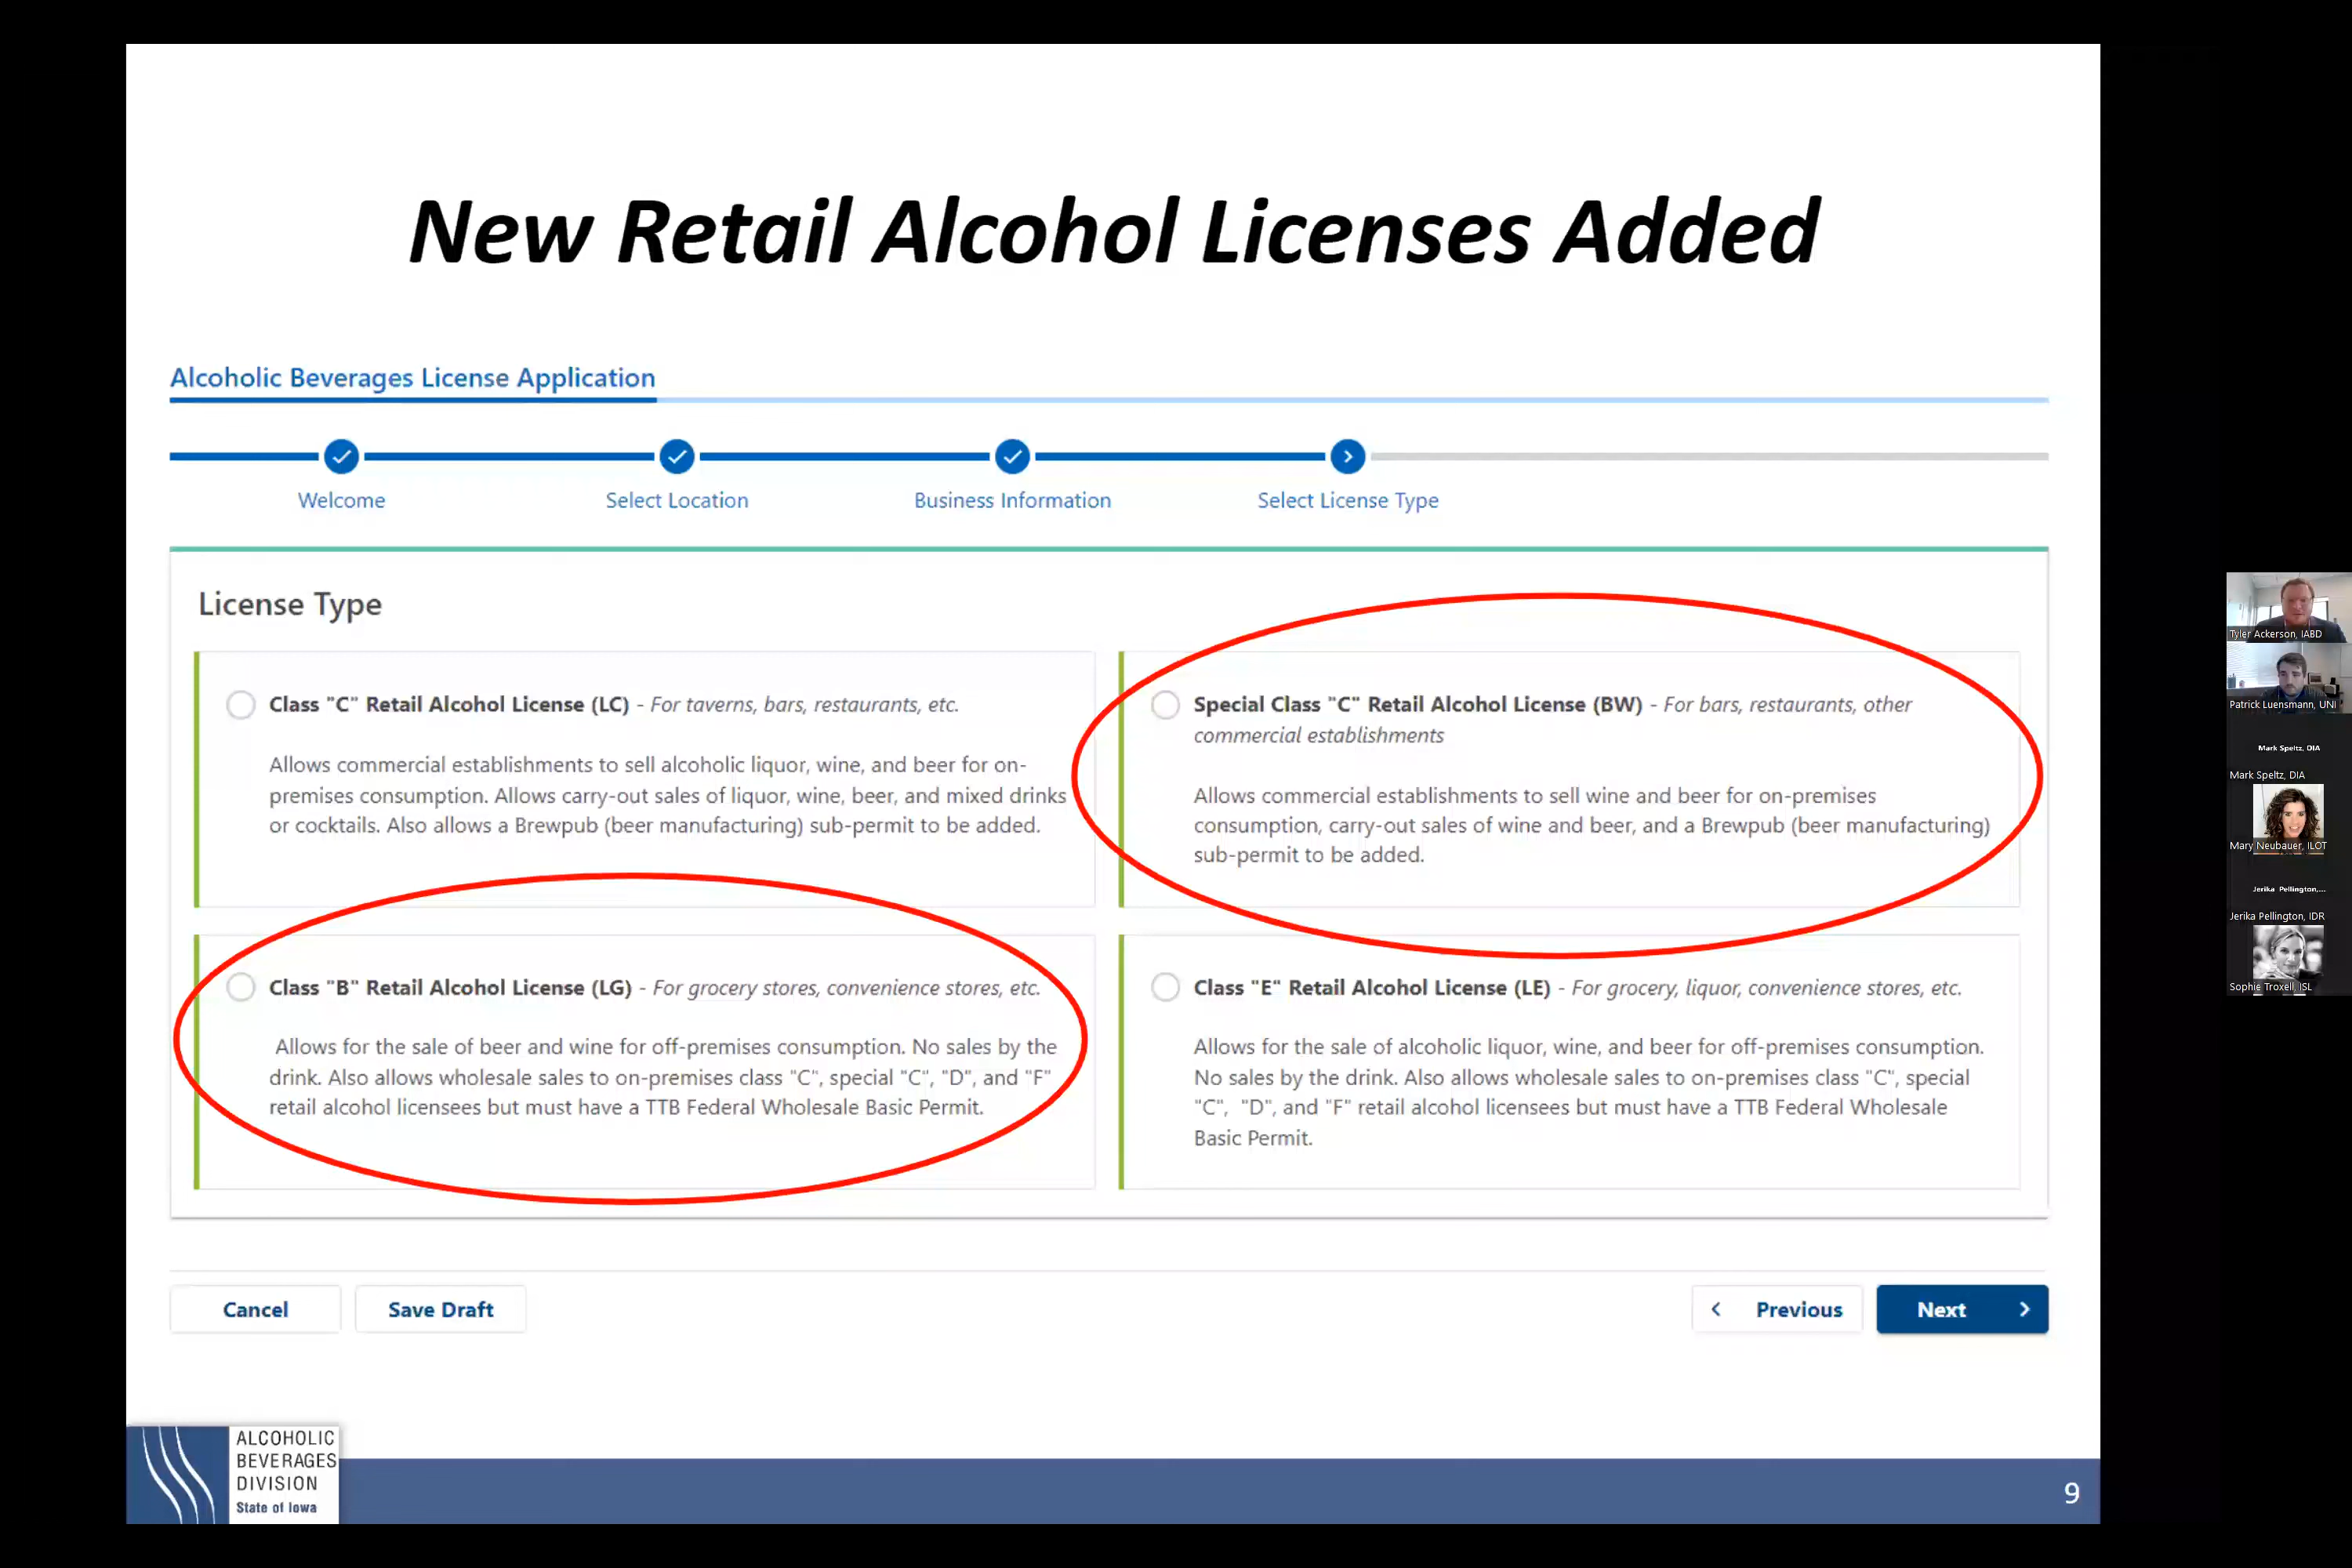 New Retail Alcohol Licenses Added
Alcoholic Beverages License Application
Welcome
Select Location
Business Information
Select License Type
License Type
Class "C" Retail Alcohol License (LC) - For taverns, bars, restaurants, etc.
Allows commercial establishments to sell alcoholic liquor, wine, and beer for on-
premises consumption. Allows carry-out sales of liquor, wine, beer, and mixed drinks
or cocktails. Also allows a Brewpub (beer manufacturing) sub-permit to be added.
Special Class "C" Retail Alcohol License (BW) - For bars, restaurants, other
commercial establishments
Allows commercial establishments to sell wine and beer for on-premises
consumption, carry-out sales of wine and beer, and a Brewpub (beer manufacturing)
sub-permit to be added.
Class "B" Retail Alcohol License (LG) - For grocery stores, convenience stores, etc.
Allows for the sale of beer and wine for off-premises consumption. No sales by the
drink. Also allows wholesale sales to on-premises class "C", special "C", "D", and "F"
retail alcohol licensees but must have a TTB Federal Wholesale Basic Permit.
Class "E" Retail Alcohol License (LE) - For grocery, liquor, convenience stores, etc.
Allows for the sale of alcoholic liquor, wine, and beer for off-premises consumption.
No sales by the drink. Also allows wholesale sales to on-premises class "C", special
"C", "D", and "F" retail alcohol licensees but must have a TTB Federal Wholesale
Basic Permit.
Cancel
Save Draft
Previous
Next
ALCOHOLIC
BEVERAGES
DIVISION
State of Iowa
9
Tyler Ackerson, IABD
Patrick Luensmann, UNI
Mark Speltz, DIA
Mark Speltz, DIA
Mary Neubauer, ILOT
Jerika Pellington,...
Jerika Pellington, IDR
Sophie Troxell, ISL